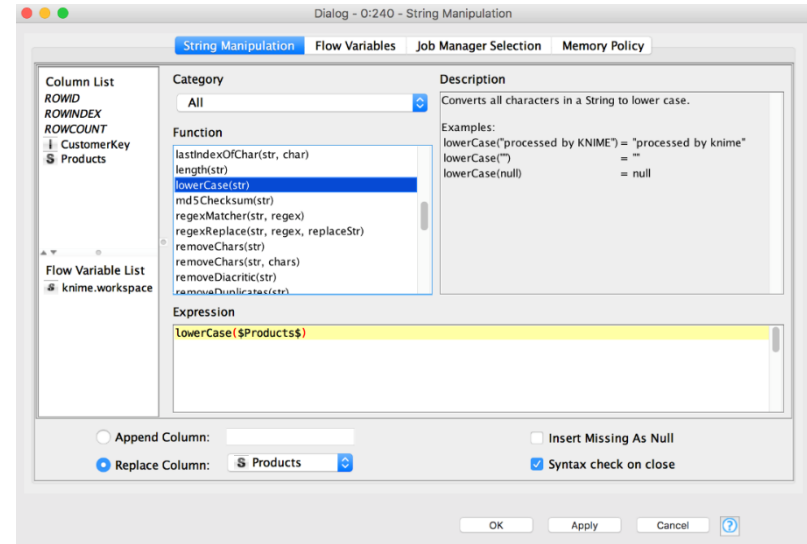 Dialog - 0:240 - String Manipulation
String Manipulation
Flow Variables
Job Manager Selection
Memory Policy
Column List
ROWID
ROWINDEX
ROWCOUNT
I CustomerKey
S Products
Flow Variable List
S knime.workspace
Category
All
Function
lastIndexOfChar(str, char)
length(str)
lowerCase(str)
md5Checksum(str)
regexMatcher(str, regex)
regexReplace(str, regex, replaceStr)
removeChars(str)
removeChars(str, chars)
removeDiacritic(str)
removeDuplicates(str)
Description
Converts all characters in a String to lower case.
Examples:
lowerCase("processed by KNIME") = "processed by knime"
lowerCase("") = ""
lowerCase(null) = null
Expression
lowerCase($Products$)
Append Column:
Replace Column:
S Products
Insert Missing As Null
Syntax check on close
OK
Apply
Cancel
?